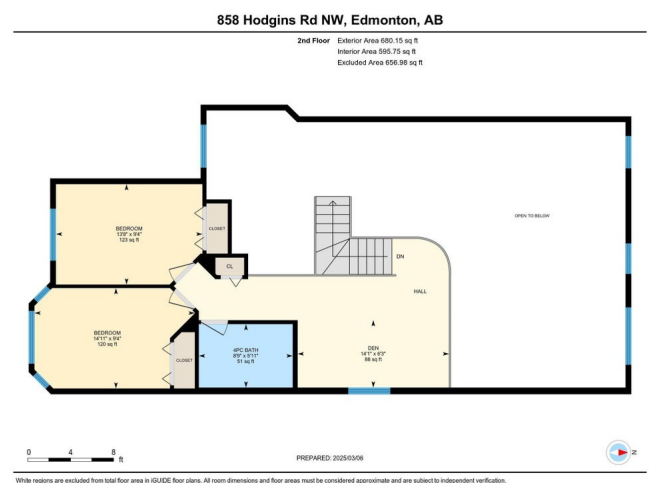 858 Hodgins Rd NW, Edmonton, AB
2nd Floor Exterior Area 680.15 sq ft
Interior Area 595.75 sq ft
Excluded Area 656.98 sq ft
BEDROOM
13'8" x 9'4"
123 sq ft
CLOSET
OPEN TO BELOW
DN
CL
HALL
BEDROOM
14'11" x 9'4"
120 sq ft
CLOSET
4PC BATH
8'9" x 5'11"
51 sq ft
DEN
14'1" x 8'3"
88 sq ft
0 4 8
ft
PREPARED: 2025/03/06
N
White regions are excluded from total floor area in iGUIDE floor plans. All room dimensions and floor areas must be considered approximate and are subject to independent verification.